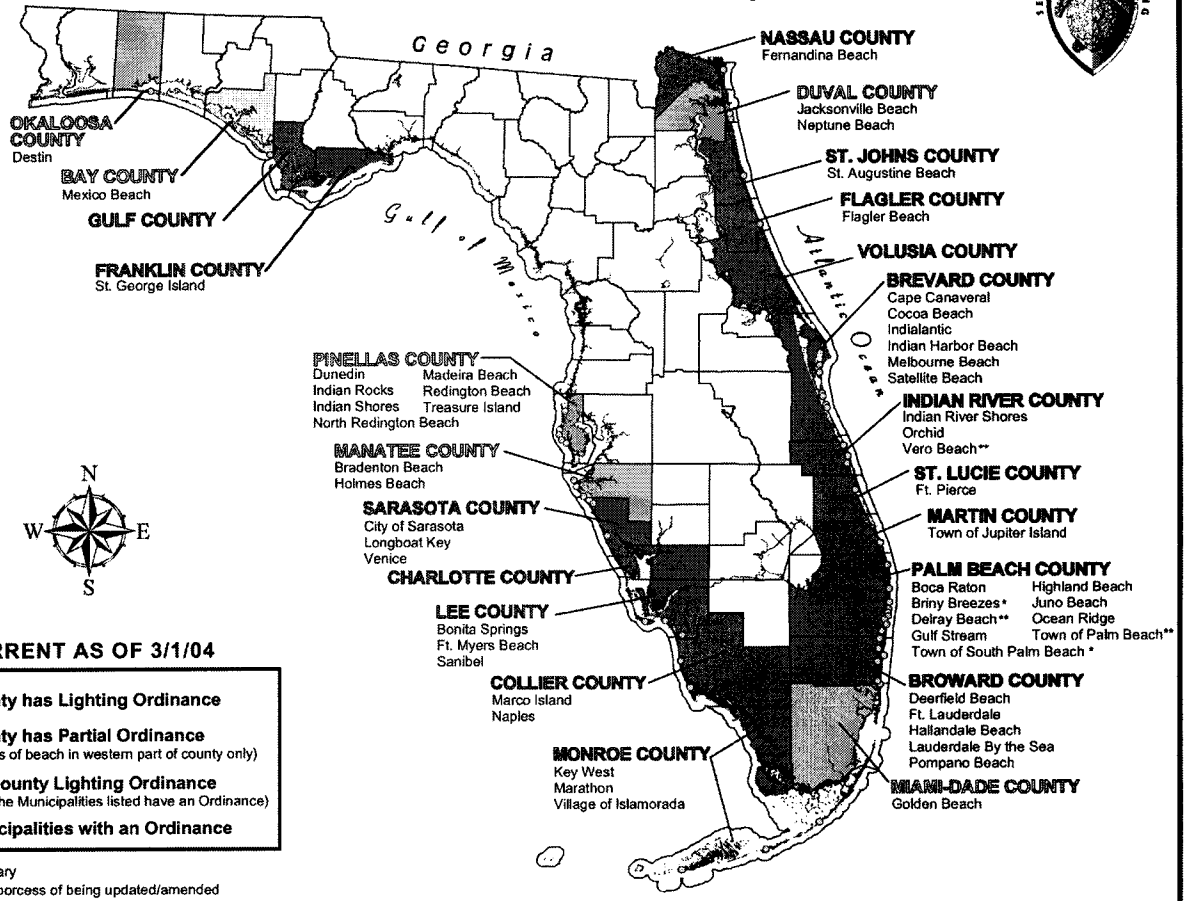 Georgia
Gulf of Mexico
Atlantic Ocean
NASSAU COUNTY
Fernandina Beach
DUVAL COUNTY
Jacksonville Beach
Neptune Beach
ST. JOHNS COUNTY
St. Augustine Beach
FLAGLER COUNTY
Flagler Beach
VOLUSIA COUNTY
BREVARD COUNTY
Cape Canaveral
Cocoa Beach
Indialantic
Indian Harbor Beach
Melbourne Beach
Satellite Beach
INDIAN RIVER COUNTY
Indian River Shores
Orchid
Vero Beach**
ST. LUCIE COUNTY
Ft. Pierce
MARTIN COUNTY
Town of Jupiter Island
PALM BEACH COUNTY
Boca Raton Highland Beach
Briny Breezes* Juno Beach
Delray Beach** Ocean Ridge
Gulf Stream Town of Palm Beach**
Town of South Palm Beach *
BROWARD COUNTY
Deerfield Beach
Ft. Lauderdale
Hallandale Beach
Lauderdale By the Sea
Pompano Beach
MIAMI-DADE COUNTY
Golden Beach
OKALOOSA
COUNTY
Destin
BAY COUNTY
Mexico Beach
GULF COUNTY
FRANKLIN COUNTY
St. George Island
PINELLAS COUNTY
Dunedin Madeira Beach
Indian Rocks Redington Beach
Indian Shores Treasure Island
North Redington Beach
MANATEE COUNTY
Bradenton Beach
Holmes Beach
SARASOTA COUNTY
City of Sarasota
Longboat Key
Venice
CHARLOTTE COUNTY
LEE COUNTY
Bonita Springs
Ft. Myers Beach
Sanibel
COLLIER COUNTY
Marco Island
Naples
MONROE COUNTY
Key West
Marathon
Village of Islamorada
N
W E
S
RRENT AS OF 3/1/04
ty has Lighting Ordinance
ty has Partial Ordinance
s of beach in western part of county only)
ounty Lighting Ordinance
he Municipalities listed have an Ordinance)
cipalities with an Ordinance
ary
porcess of being updated/amended